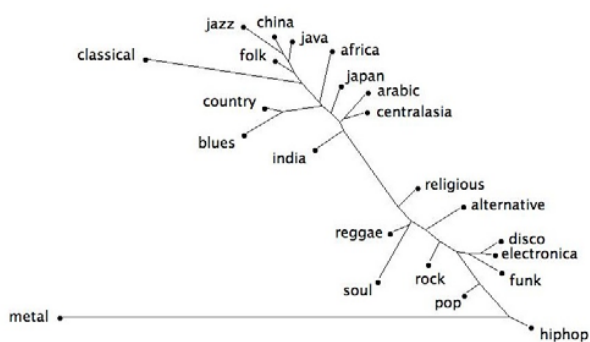 jazz
china
java
folk
africa
classical
japan
arabic
country
centralasia
blues
india
religious
alternative
reggae
disco
electronica
rock
funk
soul
pop
metal
hiphop